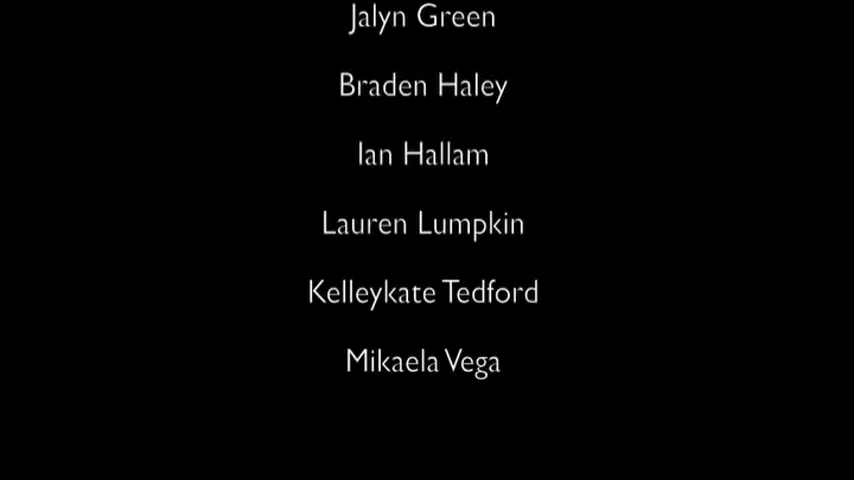 Jalyn Green
Braden Haley
Ian Hallam
Lauren Lumpkin
Kelleykate Tedford
Mikaela Vega